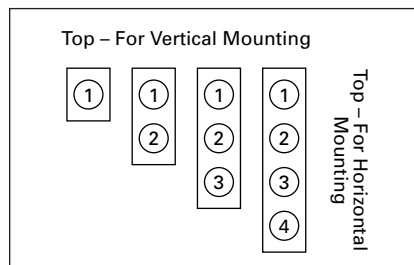 Top – For Vertical Mounting
1 1 1 1
2 2 2
3 3
4
Top – For Horizontal
Mounting